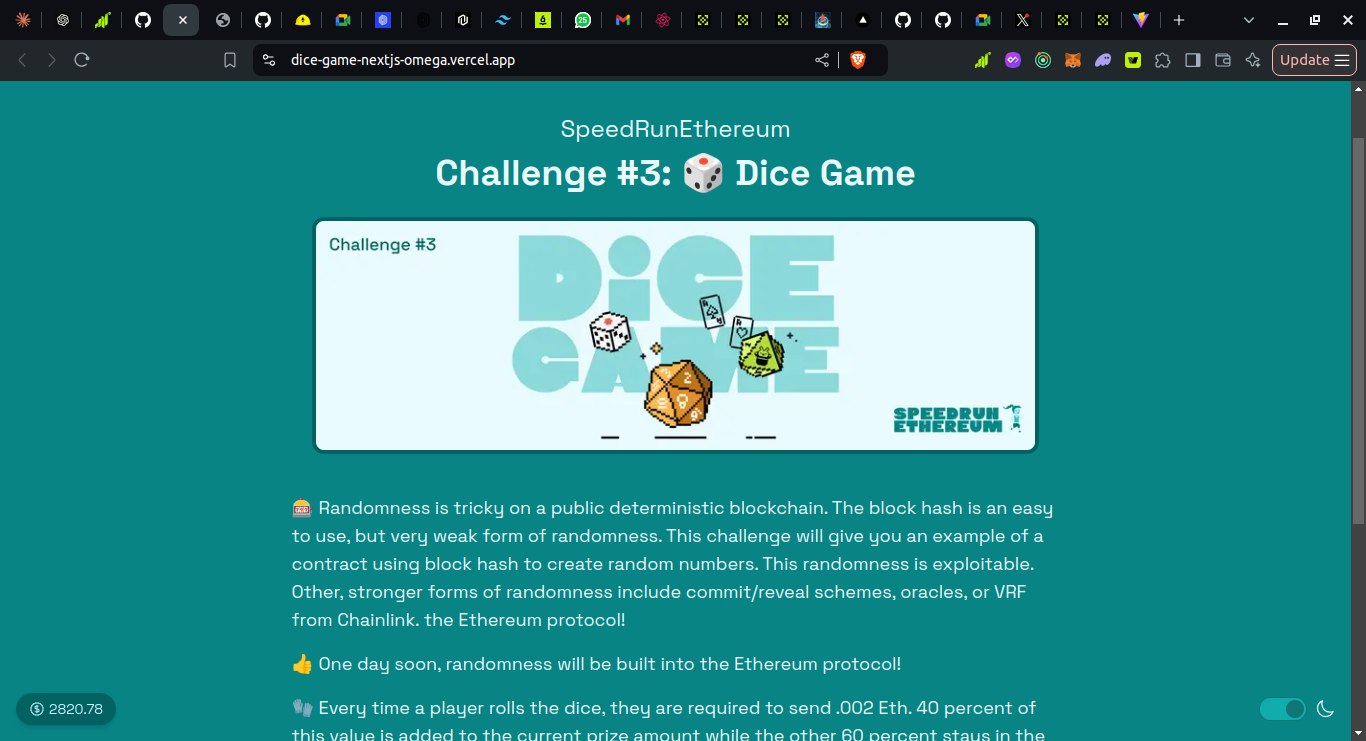 25
dice-game-nextjs-omega.vercel.app
Update
SpeedRunEthereum
Challenge #3: 🎲 Dice Game
Challenge #3
DiCE
GAME
SPEEDRUN
ETHEREUM
🎰 Randomness is tricky on a public deterministic blockchain. The block hash is an easy
to use, but very weak form of randomness. This challenge will give you an example of a
contract using block hash to create random numbers. This randomness is exploitable.
Other, stronger forms of randomness include commit/reveal schemes, oracles, or VRF
from Chainlink. the Ethereum protocol!
👍 One day soon, randomness will be built into the Ethereum protocol!
🧤 Every time a player rolls the dice, they are required to send .002 Eth. 40 percent of
this value is added to the current prize amount while the other 60 percent stays in the
2820.78